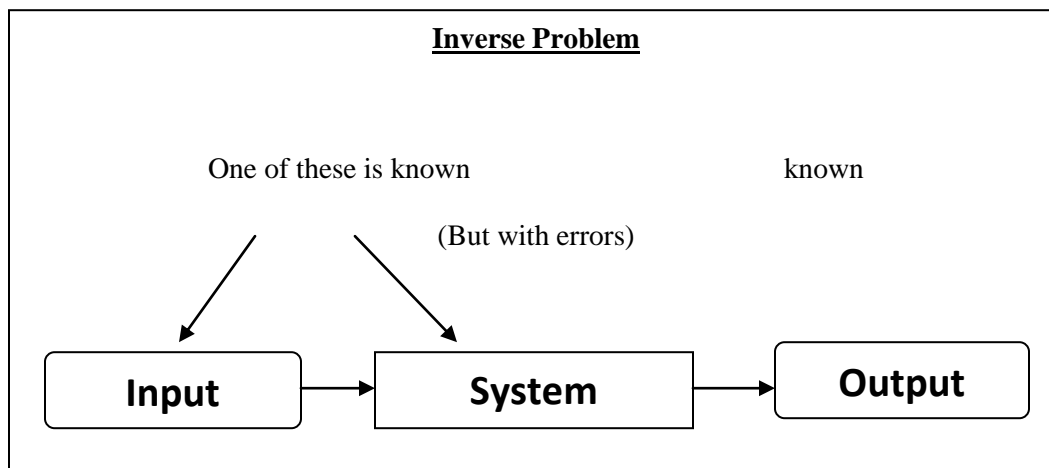 Inverse Problem
One of these is known known
(But with errors)
Input System Output